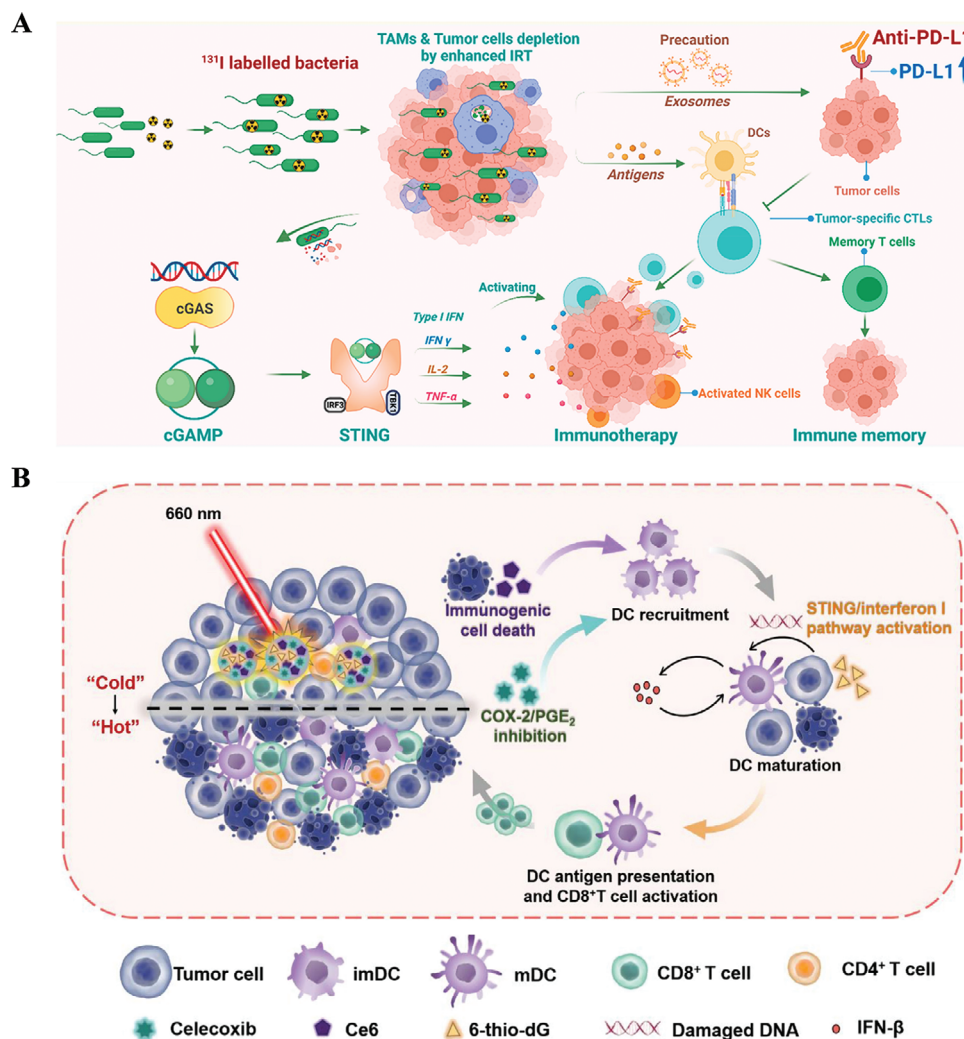 A
¹³¹I labelled bacteria
TAMs & Tumor cells depletion
by enhanced IRT
Precaution
Exosomes
Anti-PD-L1
PD-L1
Antigens
DCs
Tumor cells
Tumor-specific CTLs
Memory T cells
cGAS
cGAMP
IRF3
TBK1
STING
Type I IFN
IFN γ
IL-2
TNF-α
Activating
Activated NK cells
Immunotherapy
Immune memory
B
660 nm
"Cold"
"Hot"
Immunogenic
cell death
COX-2/PGE₂
inhibition
DC recruitment
STING/interferon I
pathway activation
DC maturation
DC antigen presentation
and CD8⁺T cell activation
Tumor cell
imDC
mDC
CD8⁺ T cell
CD4⁺ T cell
Celecoxib
Ce6
6-thio-dG
Damaged DNA
IFN-β